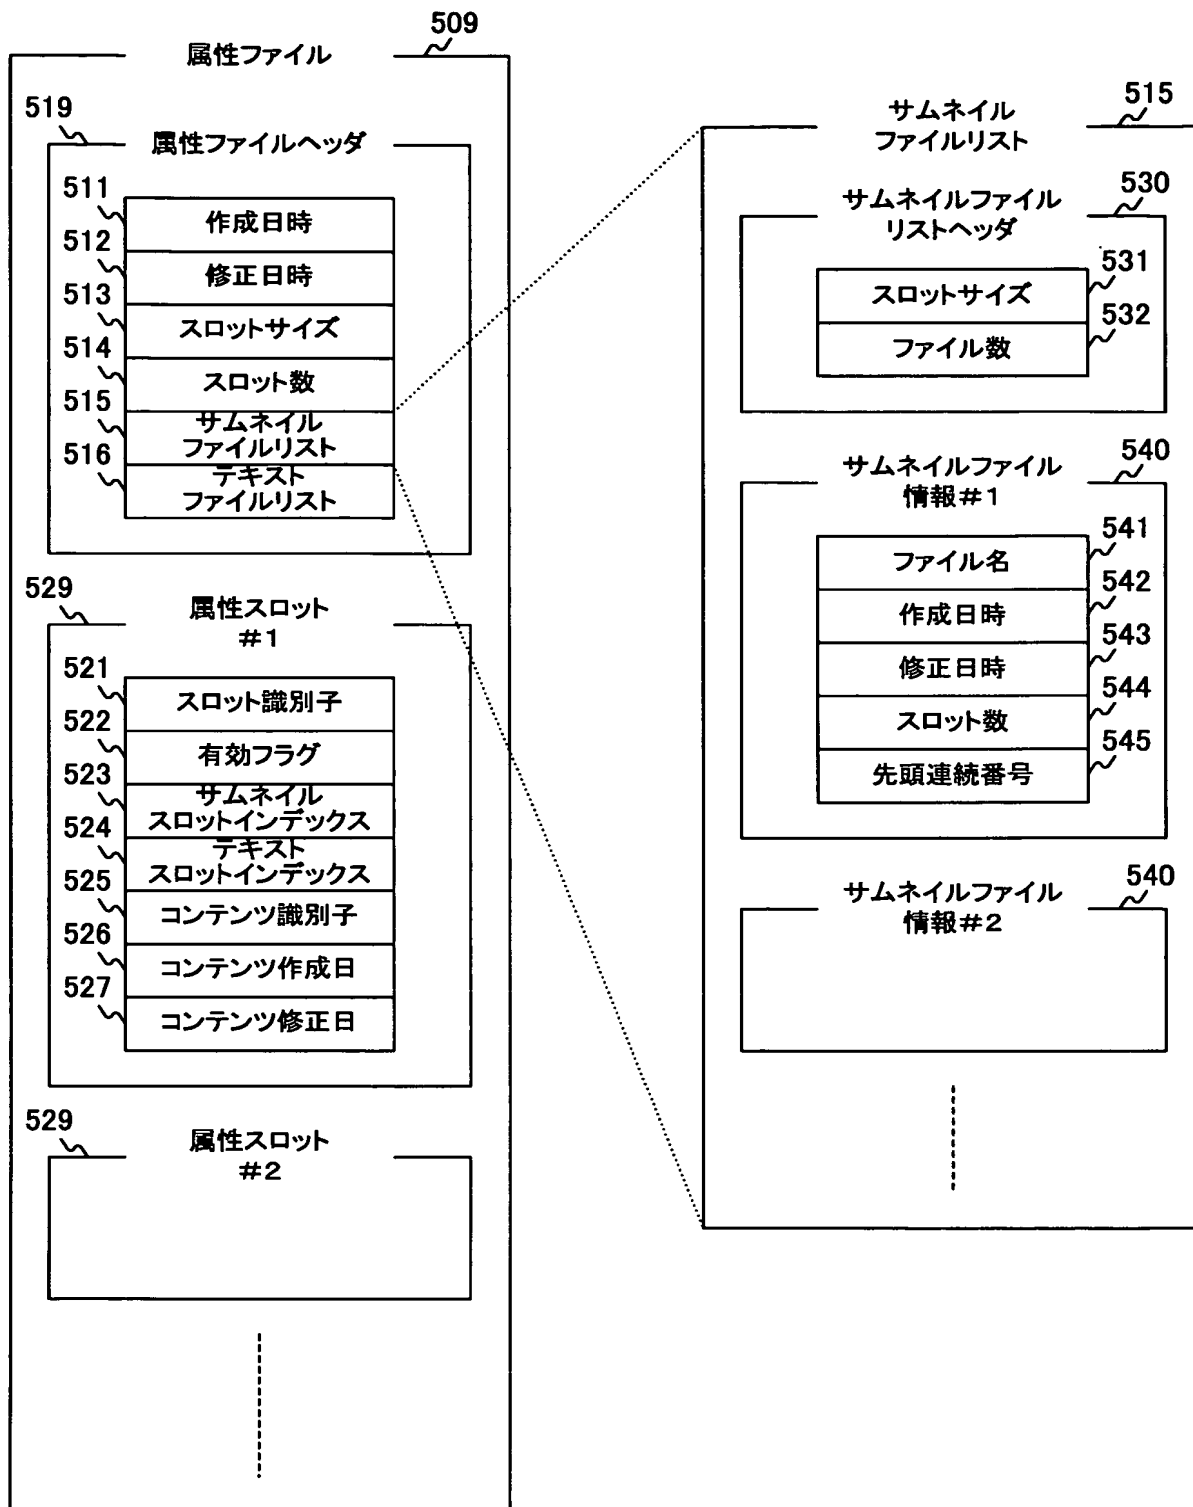 509
属性ファイル
519
属性ファイルヘッダ
511
作成日時
512
修正日時
513
スロットサイズ
514
スロット数
515
サムネイル
ファイルリスト
516
テキスト
ファイルリスト
529
属性スロット
#1
521
スロット識別子
522
有効フラグ
523
サムネイル
スロットインデックス
524
テキスト
スロットインデックス
525
コンテンツ識別子
526
コンテンツ作成日
527
コンテンツ修正日
529
属性スロット
#2
515
サムネイル
ファイルリスト
530
サムネイルファイル
リストヘッダ
531
スロットサイズ
532
ファイル数
540
サムネイルファイル
情報#1
541
ファイル名
542
作成日時
543
修正日時
544
スロット数
545
先頭連続番号
540
サムネイルファイル
情報#2